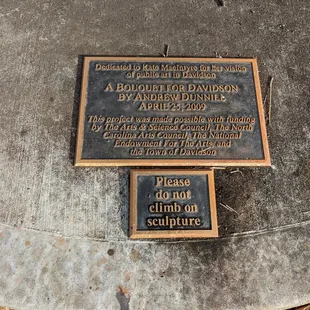 Dedicated to Kate MacIntyre for her vision
of public art in Davidson
A BOUQUET FOR DAVIDSON
BY ANDREW DUNNILL
APRIL 25, 2009
This project was made possible with funding
by The Arts & Science Council, The North
Carolina Arts Council, The National
Endowment For The Arts and
the Town of Davidson
Please
do not
climb on
sculpture